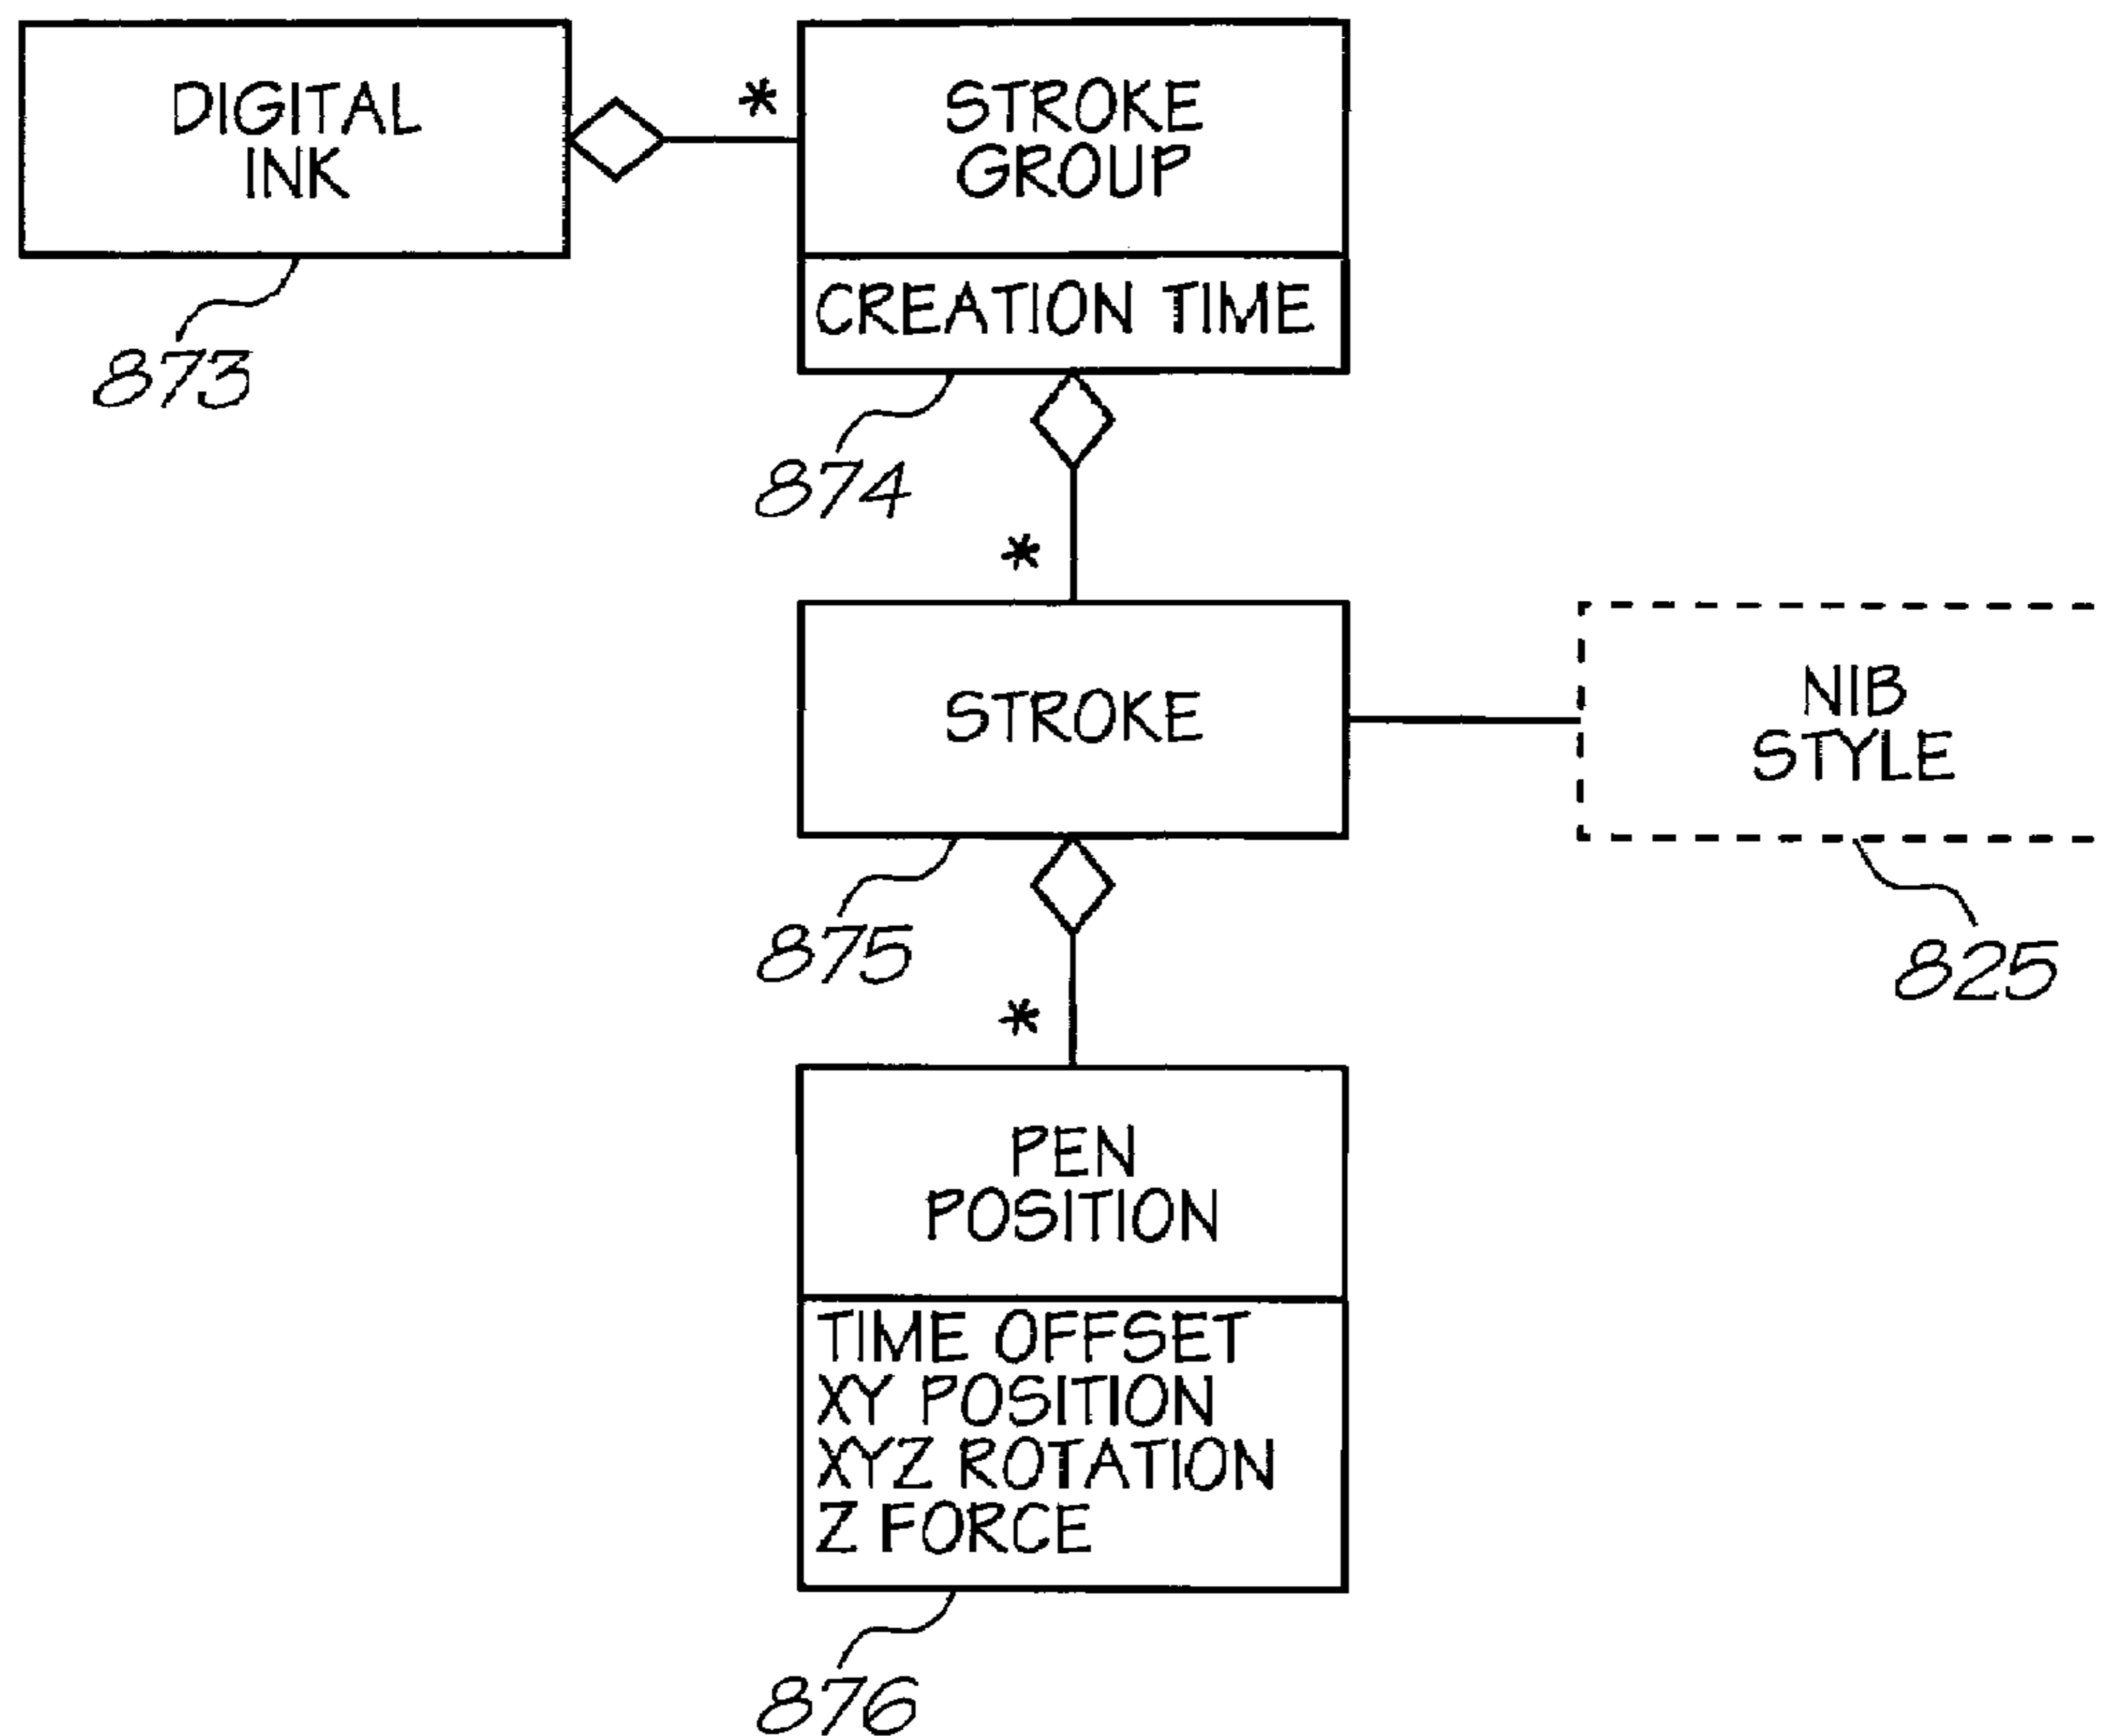 DIGITAL
INK
*
STROKE
GROUP
CREATION TIME
873
874
*
STROKE
NIB
STYLE
875
825
*
PEN
POSITION
TIME OFFSET
XY POSITION
XYZ ROTATION
Z FORCE
876